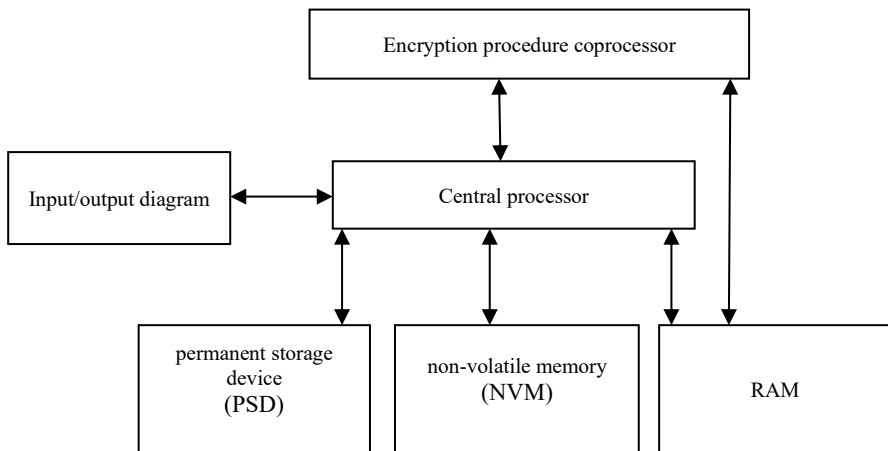 Encryption procedure coprocessor
Input/output diagram
Central processor
permanent storage
device
(PSD)
non-volatile memory
(NVM)
RAM